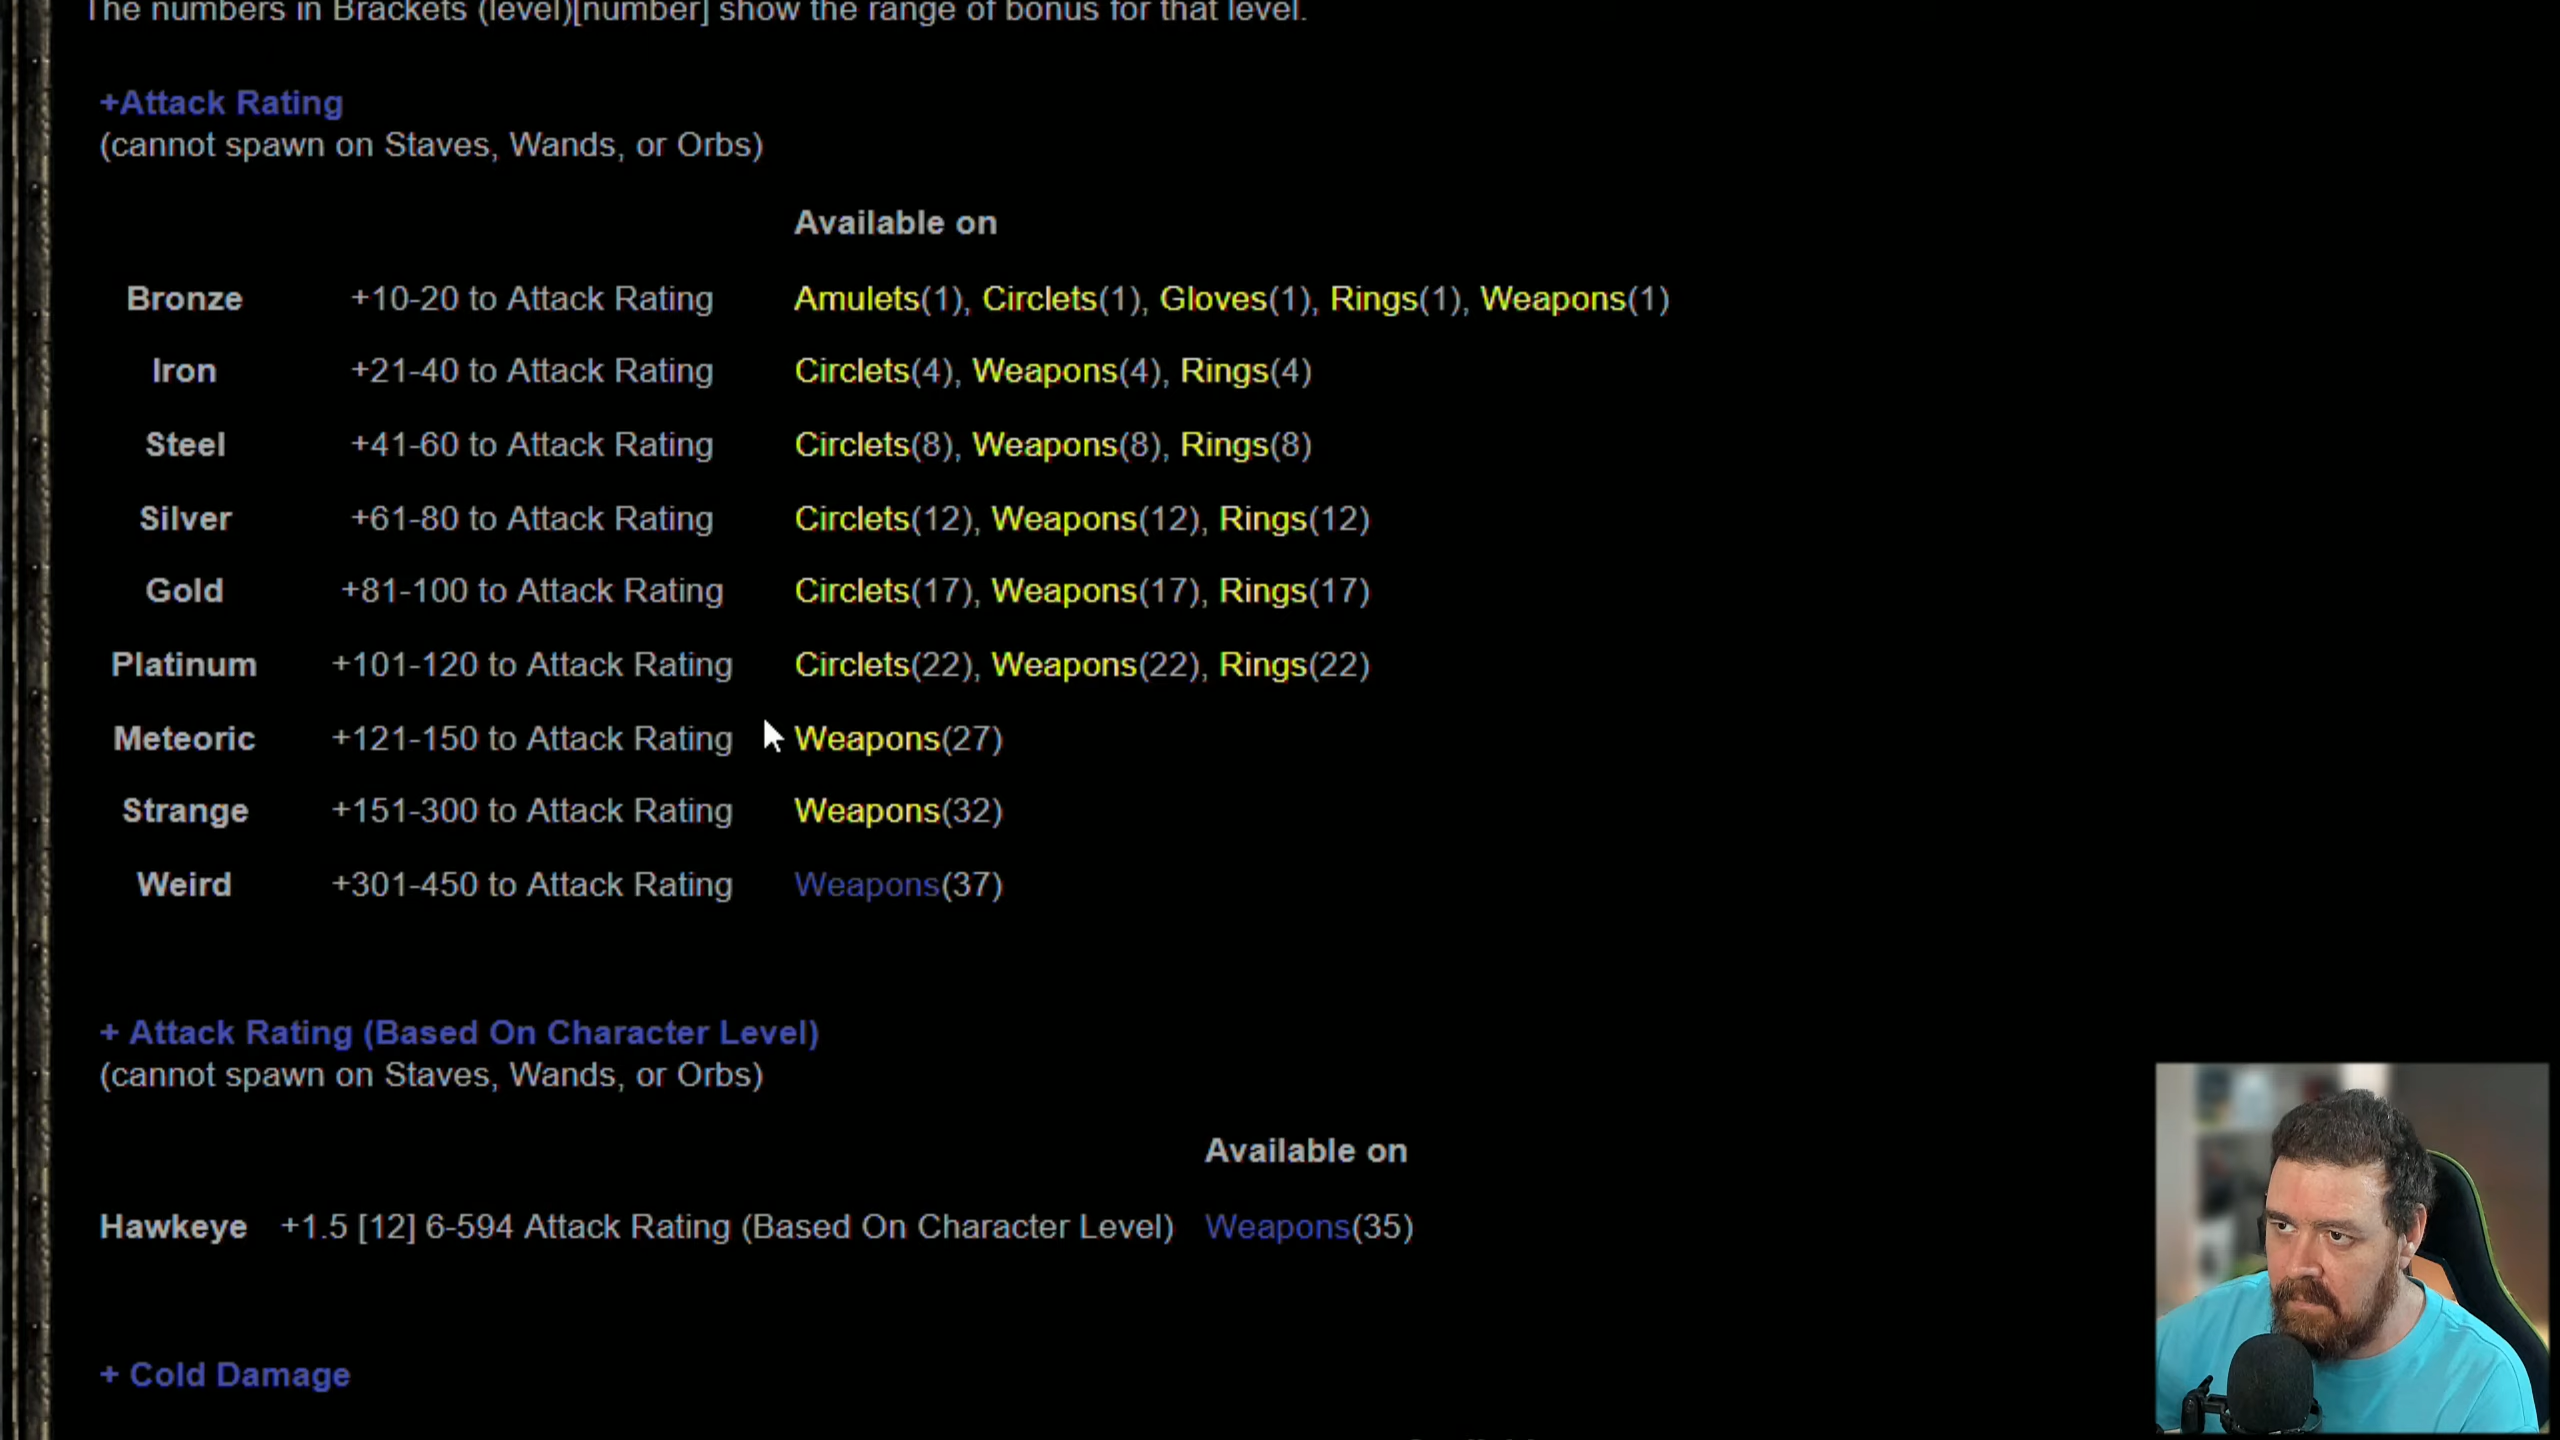 The numbers in Brackets (level)[number] show the range of bonus for that level.
+Attack Rating
(cannot spawn on Staves, Wands, or Orbs)
Available on
Bronze +10-20 to Attack Rating Amulets(1), Circlets(1), Gloves(1), Rings(1), Weapons(1)
Iron +21-40 to Attack Rating Circlets(4), Weapons(4), Rings(4)
Steel +41-60 to Attack Rating Circlets(8), Weapons(8), Rings(8)
Silver +61-80 to Attack Rating Circlets(12), Weapons(12), Rings(12)
Gold +81-100 to Attack Rating Circlets(17), Weapons(17), Rings(17)
Platinum +101-120 to Attack Rating Circlets(22), Weapons(22), Rings(22)
Meteoric +121-150 to Attack Rating Weapons(27)
Strange +151-300 to Attack Rating Weapons(32)
Weird +301-450 to Attack Rating Weapons(37)
+ Attack Rating (Based On Character Level)
(cannot spawn on Staves, Wands, or Orbs)
Available on
Hawkeye +1.5 [12] 6-594 Attack Rating (Based On Character Level) Weapons(35)
+ Cold Damage